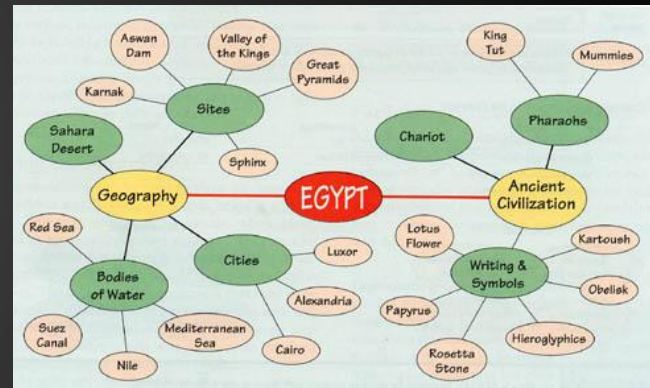 Aswan
Dam
Valley of
the Kings
Great
Pyramids
Karnak
Sites
Sphinx
Sahara
Desert
Geography
EGYPT
King
Tut
Mummies
Pharaohs
Chariot
Ancient
Civilization
Red Sea
Bodies
of Water
Suez
Canal
Nile
Mediterranean
Sea
Cities
Luxor
Alexandria
Cairo
Lotus
Flower
Writing &
Symbols
Kartoush
Obelisk
Hieroglyphics
Rosetta
Stone
Papyrus